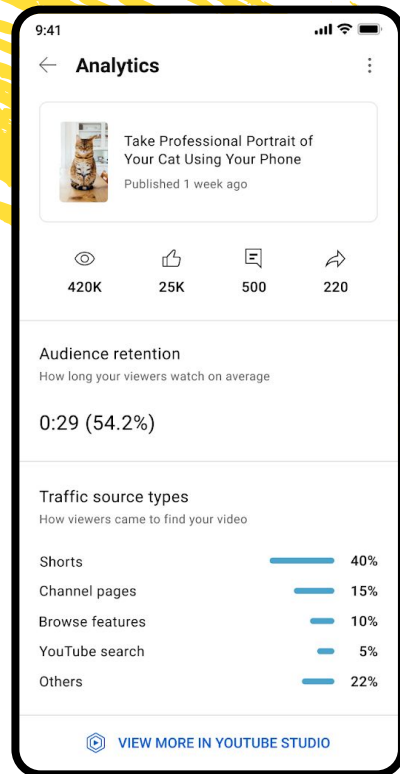 9:41
Analytics
Take Professional Portrait of
Your Cat Using Your Phone
Published 1 week ago
420K 25K 500 220
Audience retention
How long your viewers watch on average
0:29 (54.2%)
Traffic source types
How viewers came to find your video
Shorts 40%
Channel pages 15%
Browse features 10%
YouTube search 5%
Others 22%
VIEW MORE IN YOUTUBE STUDIO